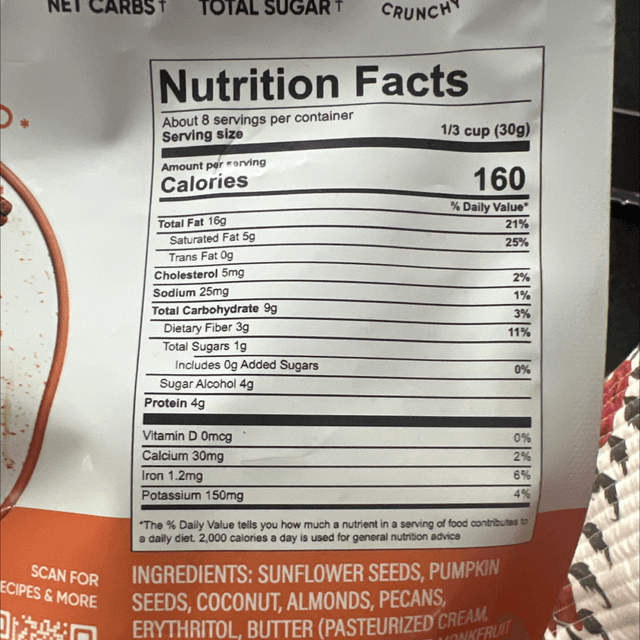 NET CARBS† TOTAL SUGAR† CRUNCHY
Nutrition Facts
About 8 servings per container
Serving size 1/3 cup (30g)
Amount per serving
Calories 160
% Daily Value*
Total Fat 16g 21%
Saturated Fat 5g 25%
Trans Fat 0g
Cholesterol 5mg 2%
Sodium 25mg 1%
Total Carbohydrate 9g 3%
Dietary Fiber 3g 11%
Total Sugars 1g
Includes 0g Added Sugars 0%
Sugar Alcohol 4g
Protein 4g
Vitamin D 0mcg 0%
Calcium 30mg 2%
Iron 1.2mg 6%
Potassium 150mg 4%
*The % Daily Value tells you how much a nutrient in a serving of food contributes to
a daily diet. 2,000 calories a day is used for general nutrition advice
SCAN FOR
ECIPES & MORE
INGREDIENTS: SUNFLOWER SEEDS, PUMPKIN
SEEDS, COCONUT, ALMONDS, PECANS,
ERYTHRITOL, BUTTER (PASTEURIZED CREAM,